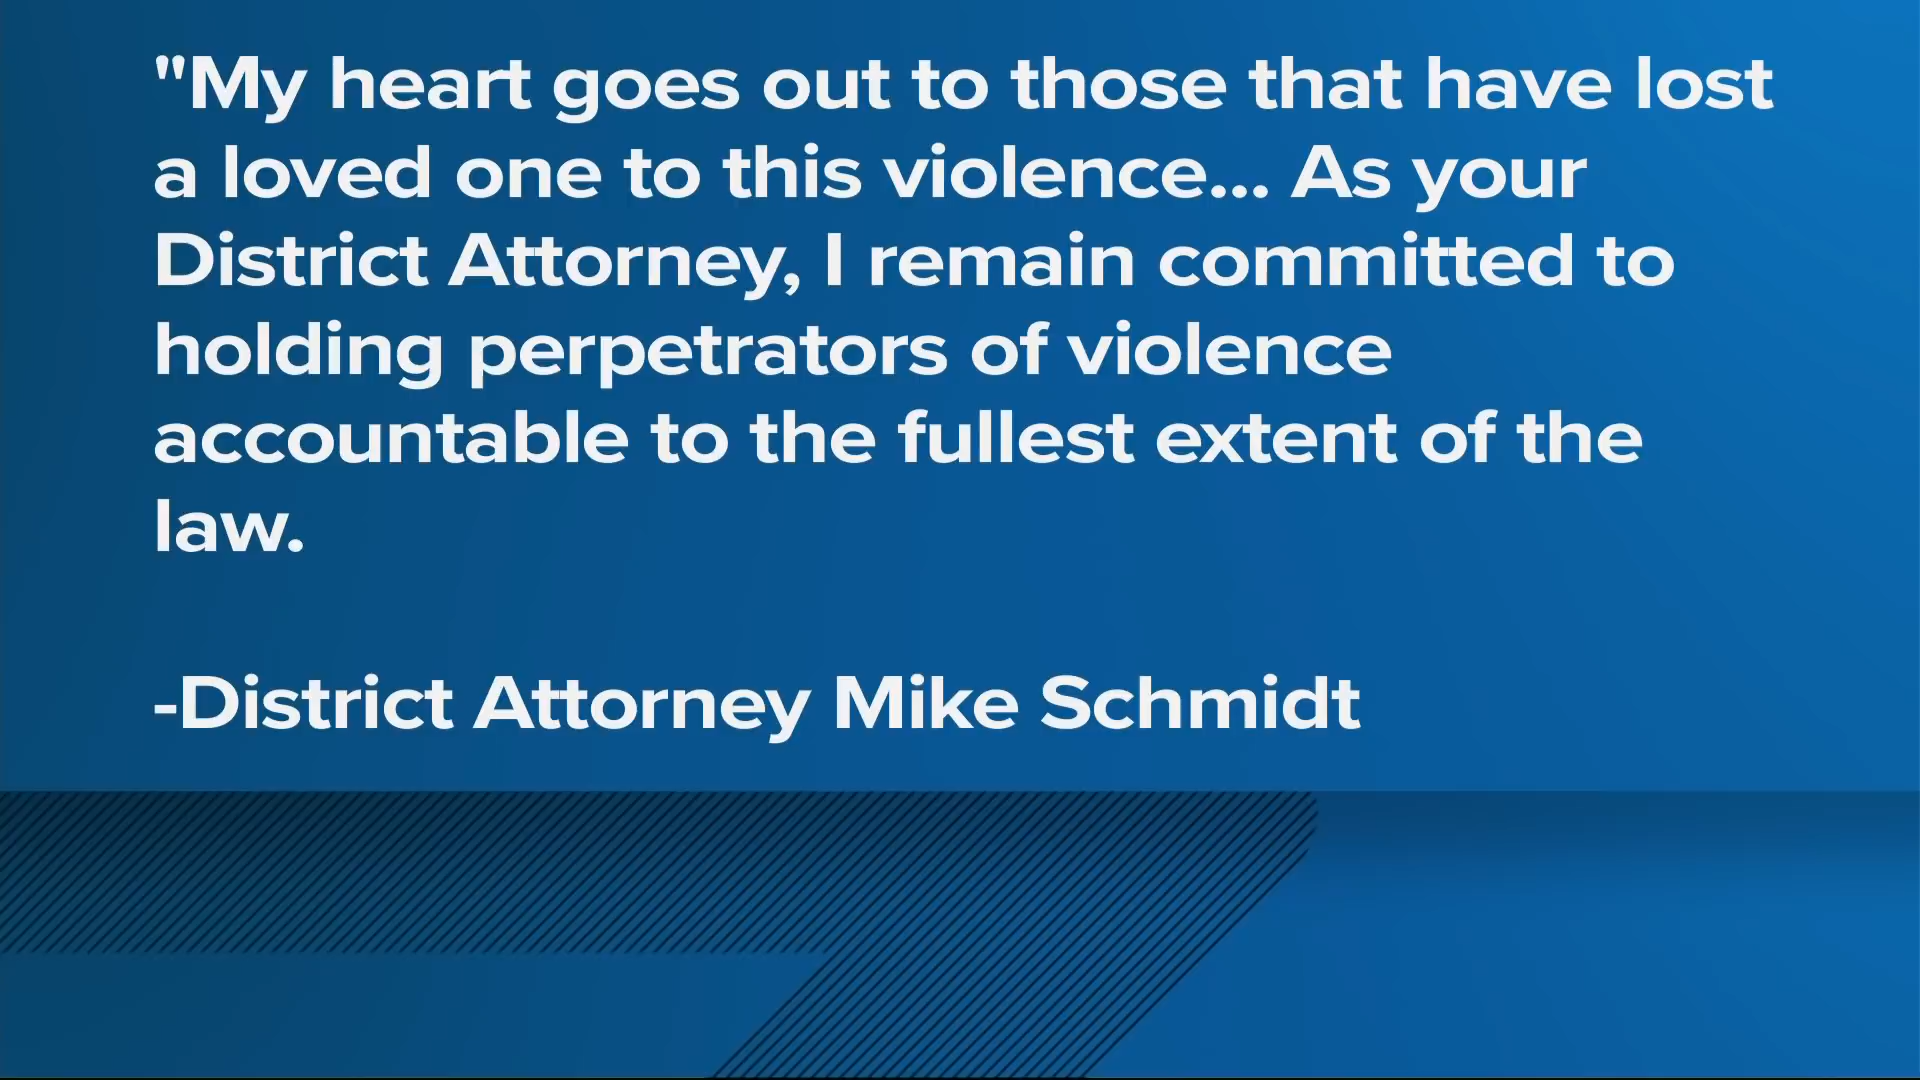 "My heart goes out to those that have lost
a loved one to this violence... As your
District Attorney, I remain committed to
holding perpetrators of violence
accountable to the fullest extent of the
law.
-District Attorney Mike Schmidt